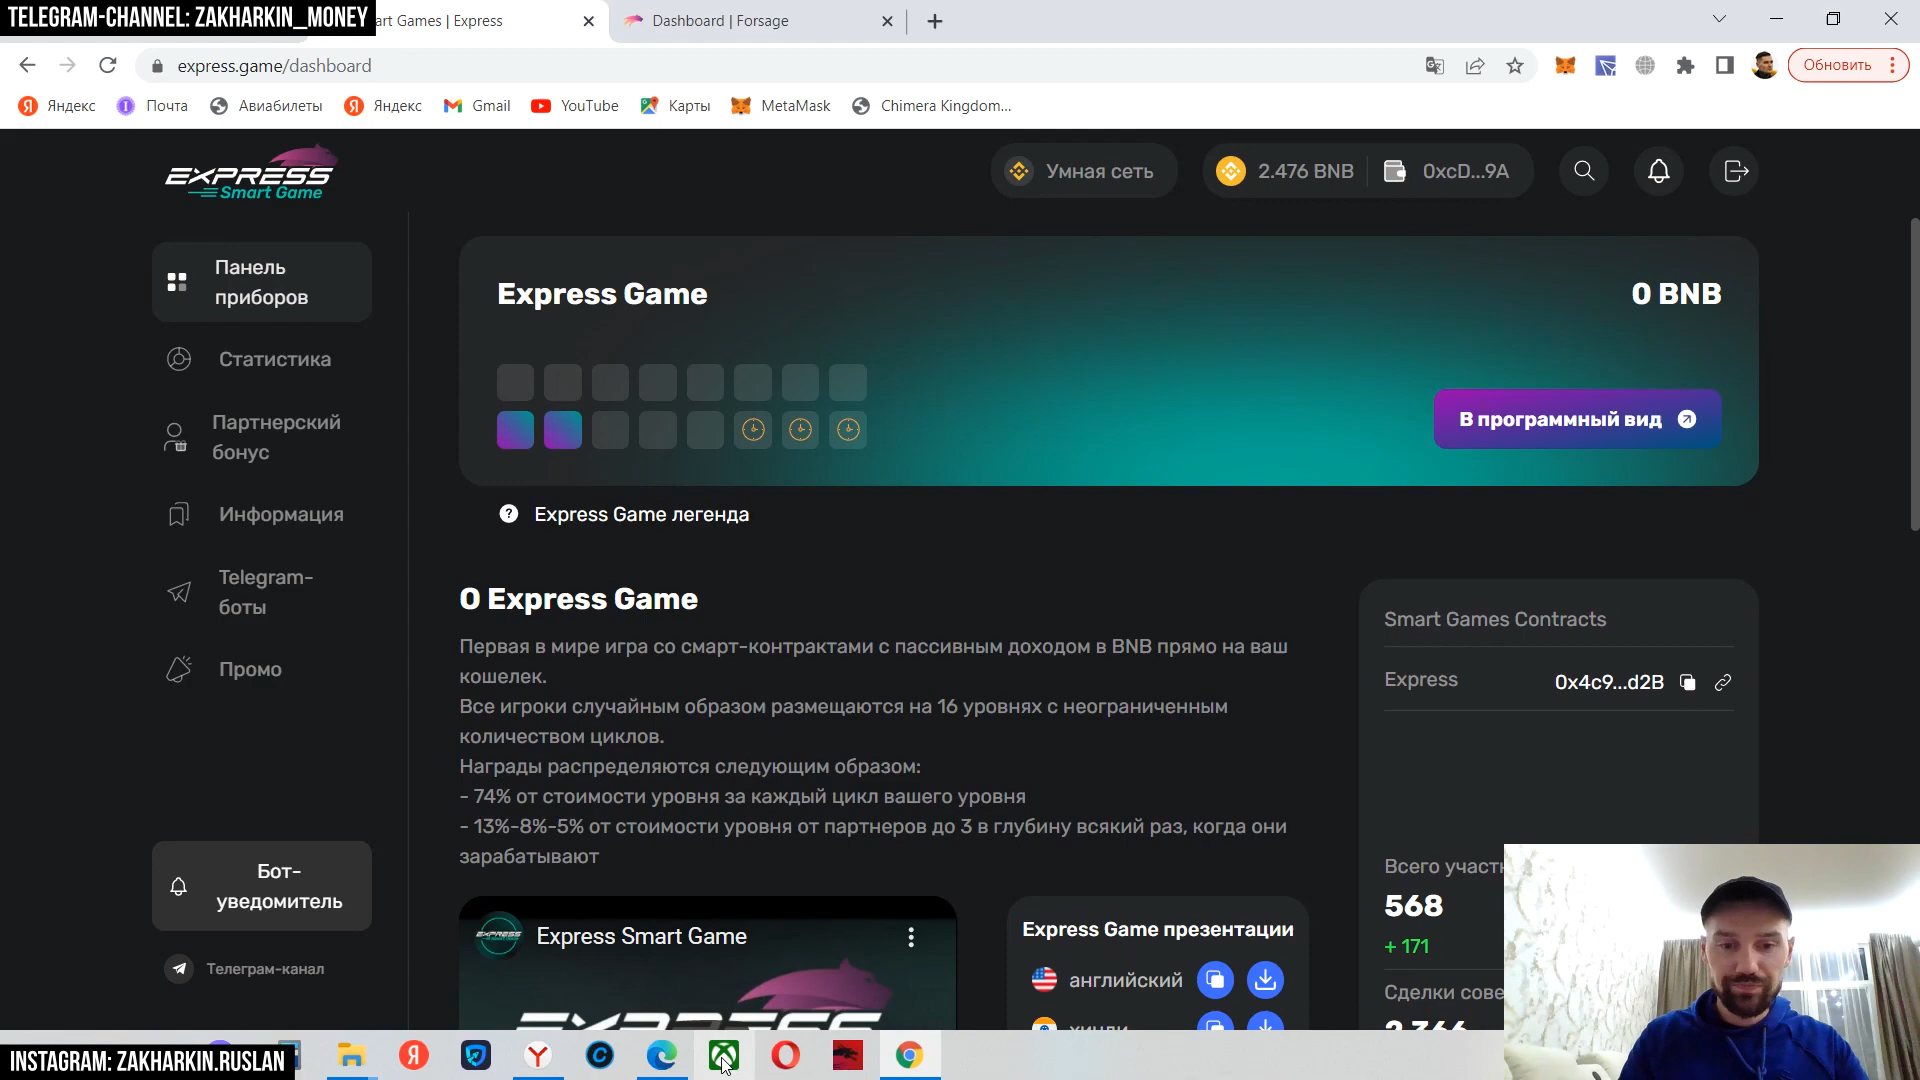 TELEGRAM-CHANNEL: ZAKHARKIN_MONEY
art Games | Express
Dashboard | Forsage
express.game/dashboard
Обновить
Яндекс
Почта
Авиабилеты
Яндекс
Gmail
YouTube
Карты
MetaMask
Chimera Kingdom...
EXPRESS
Smart Game
Умная сеть
2.476 BNB
0xcD...9A
Панель
приборов
Статистика
Партнерский
бонус
Информация
Telegram-
боты
Промо
Бот-
уведомитель
Телеграм-канал
Express Game
0 BNB
В программный вид
Express Game легенда
О Express Game
Первая в мире игра со смарт-контрактами с пассивным доходом в BNB прямо на ваш
кошелек.
Все игроки случайным образом размещаются на 16 уровнях с неограниченным
количеством циклов.
Награды распределяются следующим образом:
- 74% от стоимости уровня за каждый цикл вашего уровня
- 13%-8%-5% от стоимости уровня от партнеров до 3 в глубину всякий раз, когда они
зарабатывают
Smart Games Contracts
Express
0x4c9...d2B
Всего участ
568
+ 171
Сделки сове
Express Smart Game
EXPRESS
Express Game презентации
английский
хинди
INSTAGRAM: ZAKHARKIN.RUSLAN